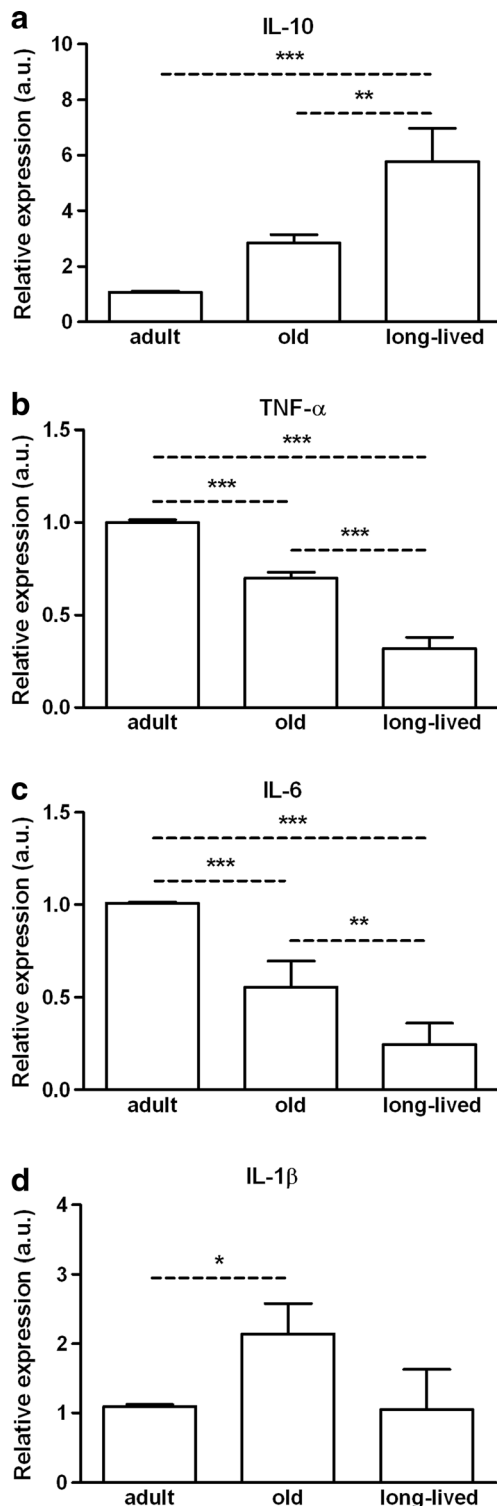 a
IL-10
Relative expression (a.u.)
10
8
6
4
2
0
***
**
adult old long-lived
b
TNF-α
Relative expression (a.u.)
1.5
1.0
0.5
0.0
***
***
***
adult old long-lived
c
IL-6
Relative expression (a.u.)
1.5
1.0
0.5
0.0
***
***
**
adult old long-lived
d
IL-1β
Relative expression (a.u.)
4
3
2
1
0
*
adult old long-lived